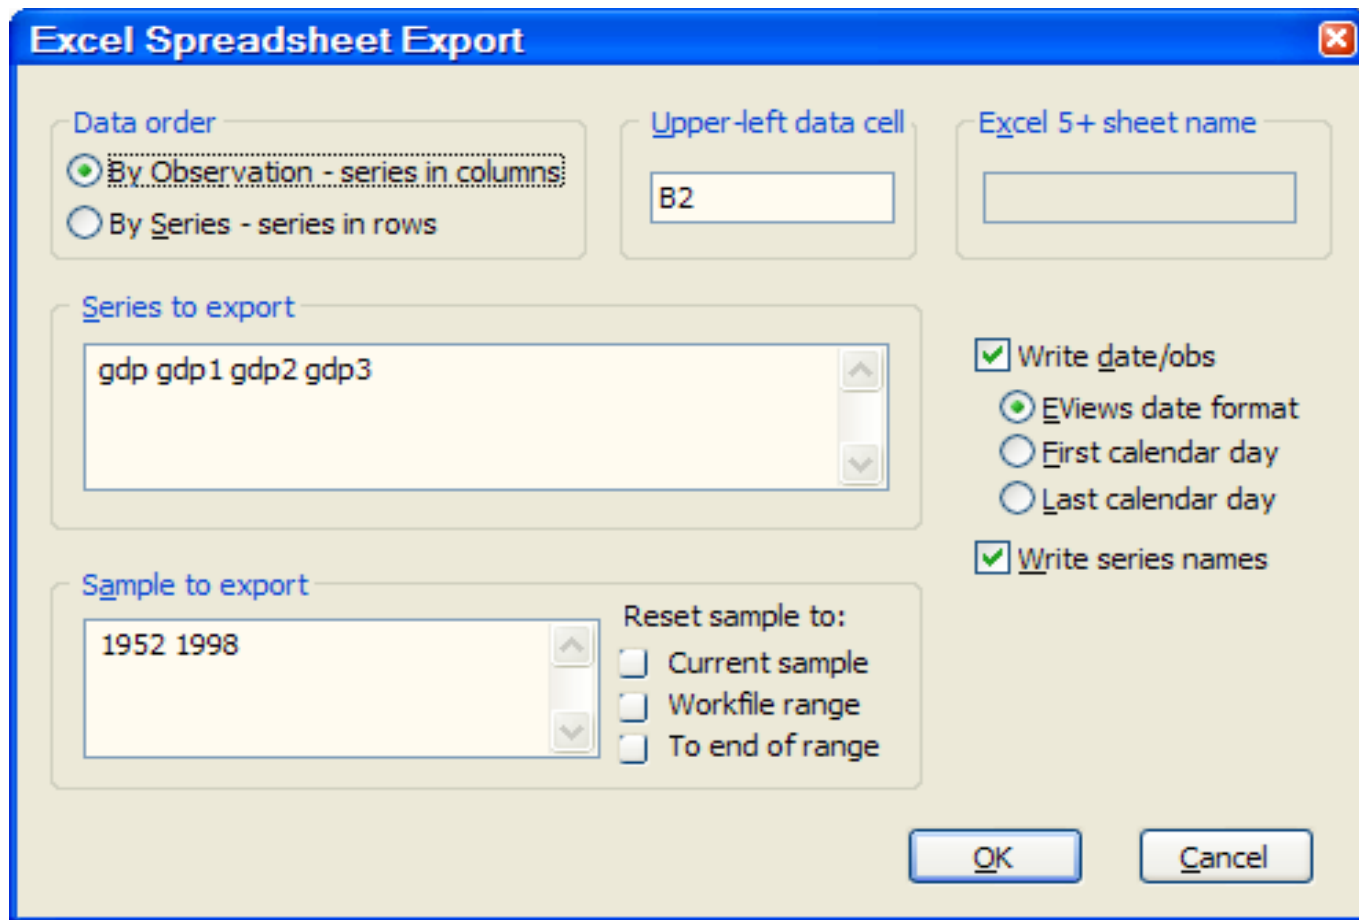 Excel Spreadsheet Export
Data order
By Observation - series in columns
By Series - series in rows
Upper-left data cell
B2
Excel 5+ sheet name
Series to export
gdp gdp1 gdp2 gdp3
Write date/obs
EViews date format
First calendar day
Last calendar day
Write series names
Sample to export
1952 1998
Reset sample to:
Current sample
Workfile range
To end of range
OK
Cancel